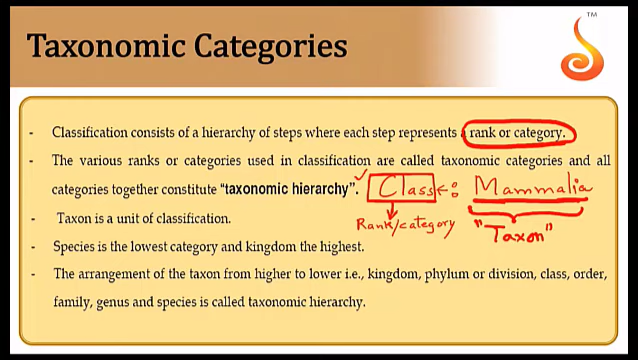 Taxonomic Categories
TM
- Classification consists of a hierarchy of steps where each step represents a rank or category.
- The various ranks or categories used in classification are called taxonomic categories and all
categories together constitute “taxonomic hierarchy”. Class : Mammalia
Rank/category "Taxon"
- Taxon is a unit of classification.
- Species is the lowest category and kingdom the highest.
- The arrangement of the taxon from higher to lower i.e., kingdom, phylum or division, class, order,
family, genus and species is called taxonomic hierarchy.